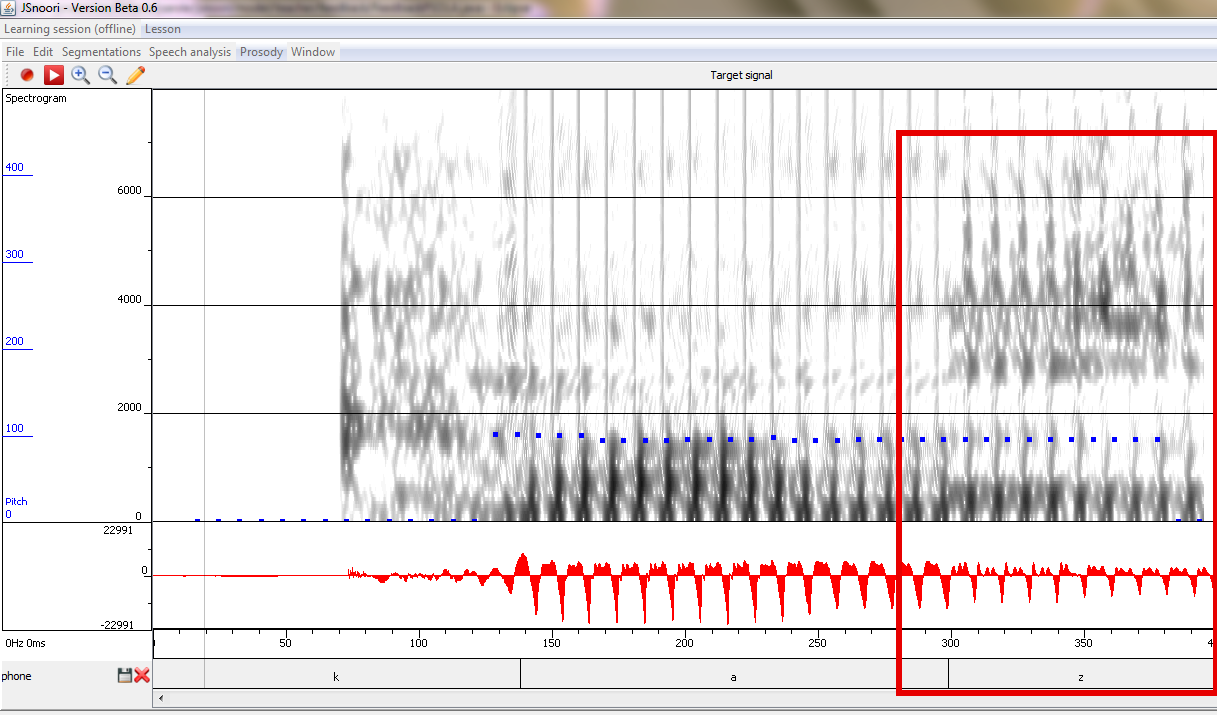 JSnoori - Version Beta 0.6
Learning session (offline) Lesson
File Edit Segmentations Speech analysis Prosody Window
Target signal
Spectrogram
400
6000
300
4000
200
2000
100
Pitch
0
0
22991
0
-22991
0Hz 0ms
50 100 150 200 250 300 350
phone k a z